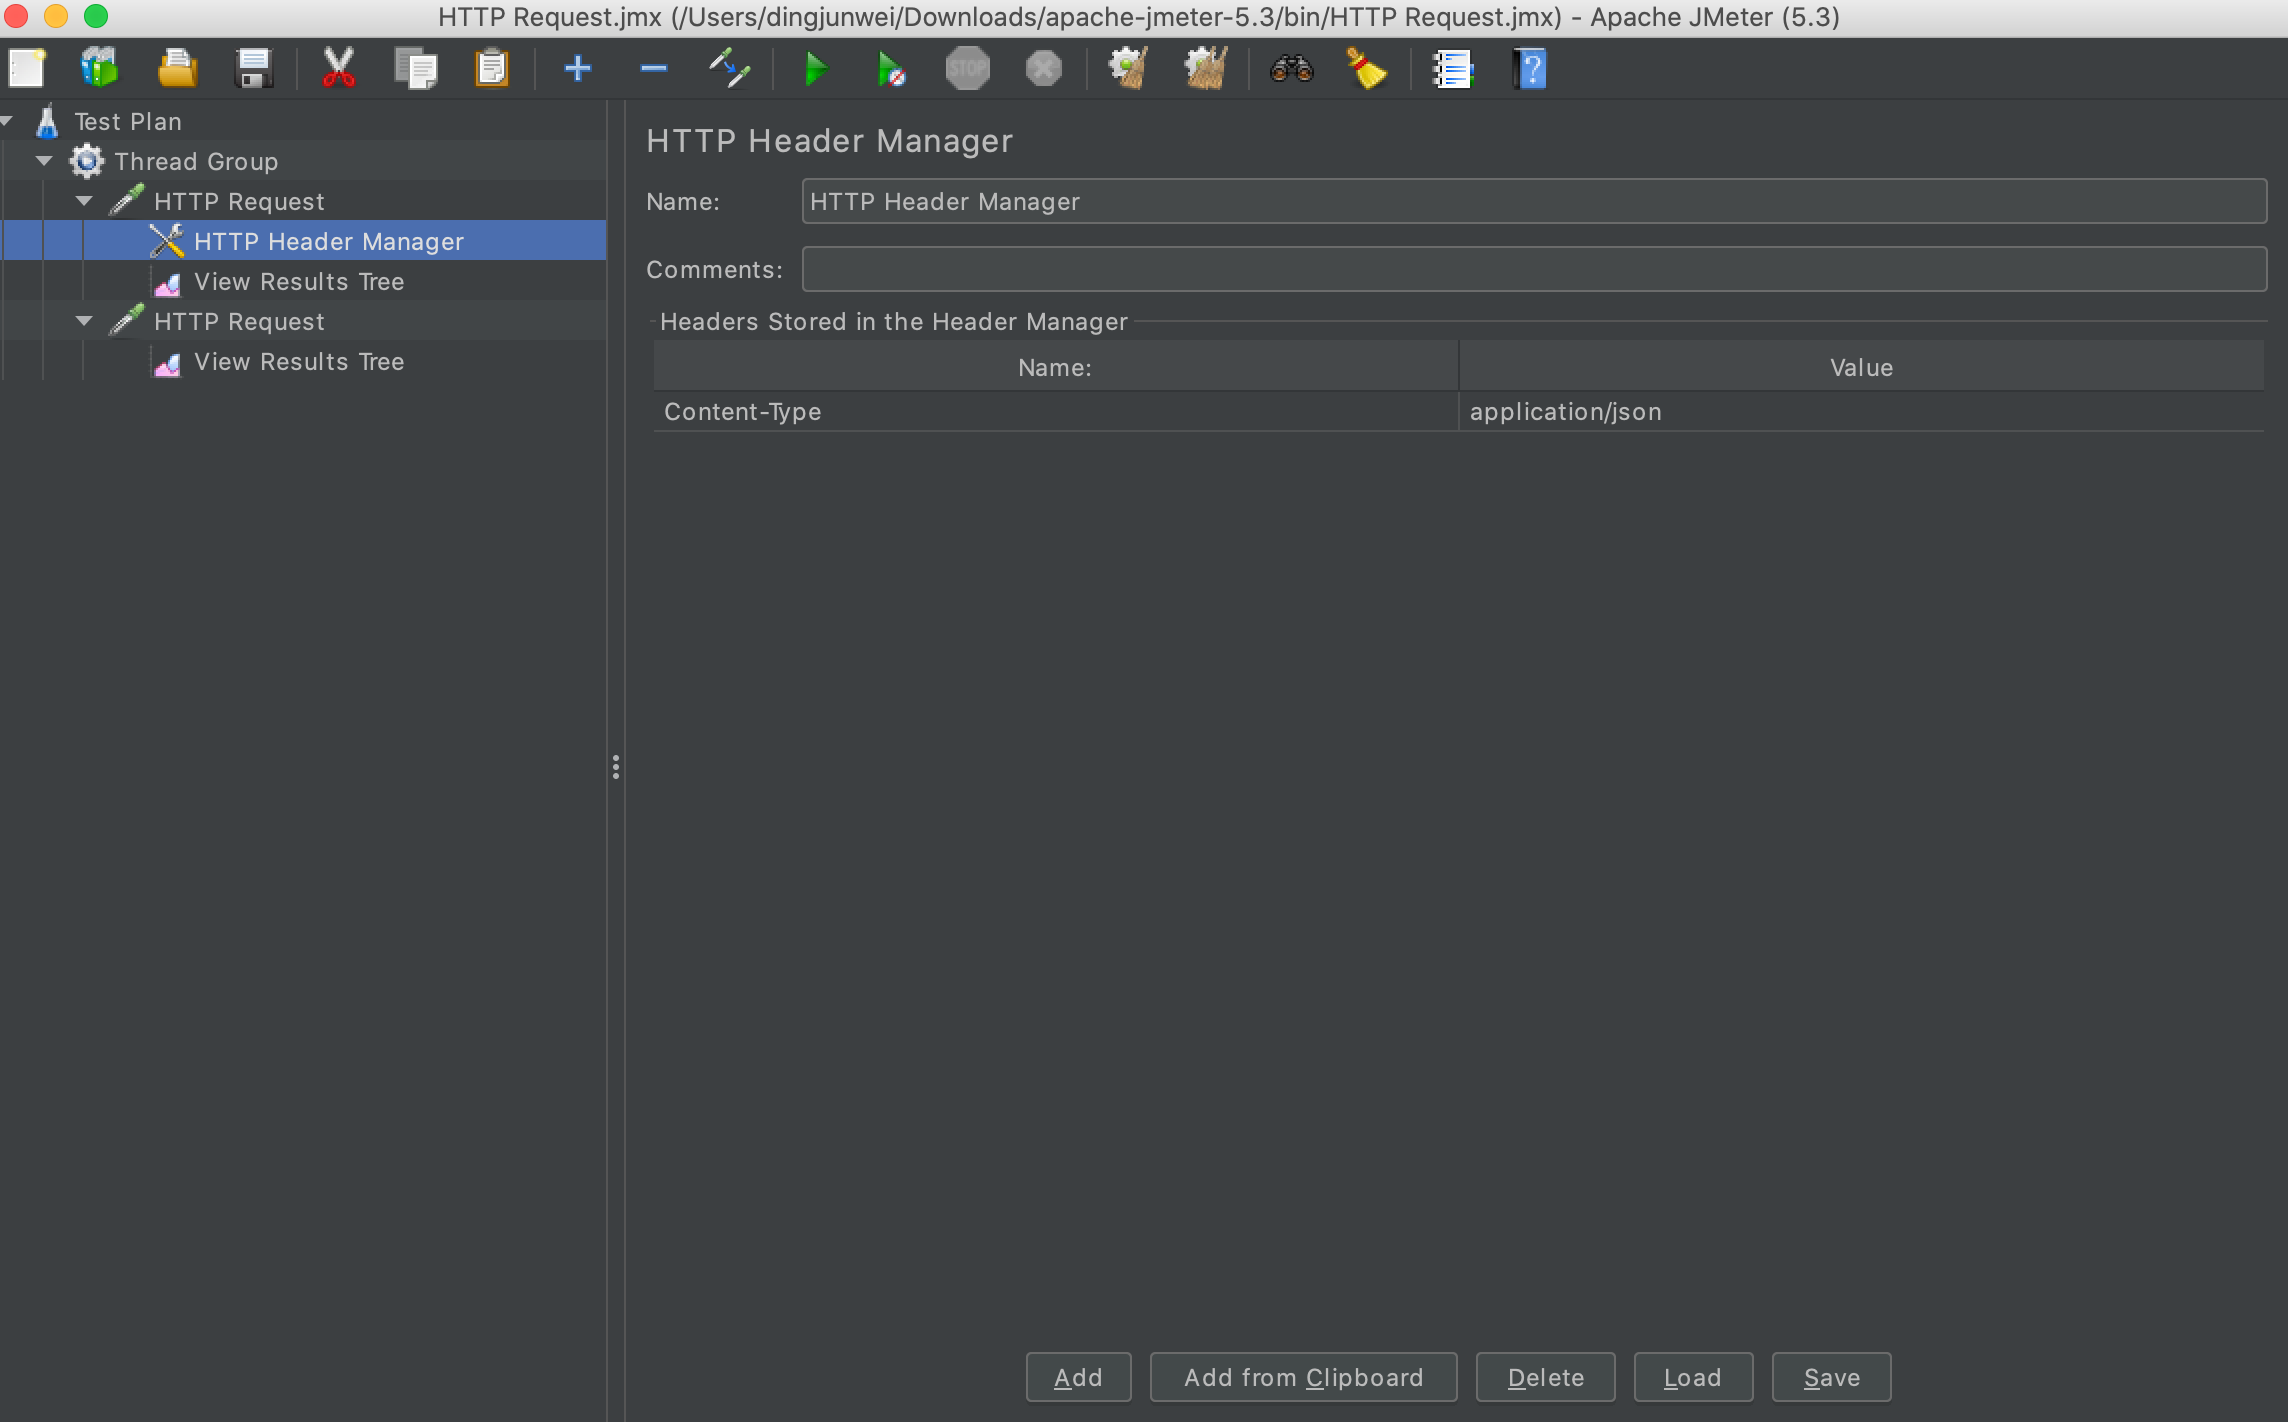 HTTP Request.jmx (/Users/dingjunwei/Downloads/apache-jmeter-5.3/bin/HTTP Request.jmx) - Apache JMeter (5.3)
STOP
?
Test Plan
Thread Group
HTTP Request
HTTP Header Manager
View Results Tree
HTTP Request
View Results Tree
HTTP Header Manager
Name: HTTP Header Manager
Comments:
Headers Stored in the Header Manager
Name: Value
Content-Type application/json
Add Add from Clipboard Delete Load Save